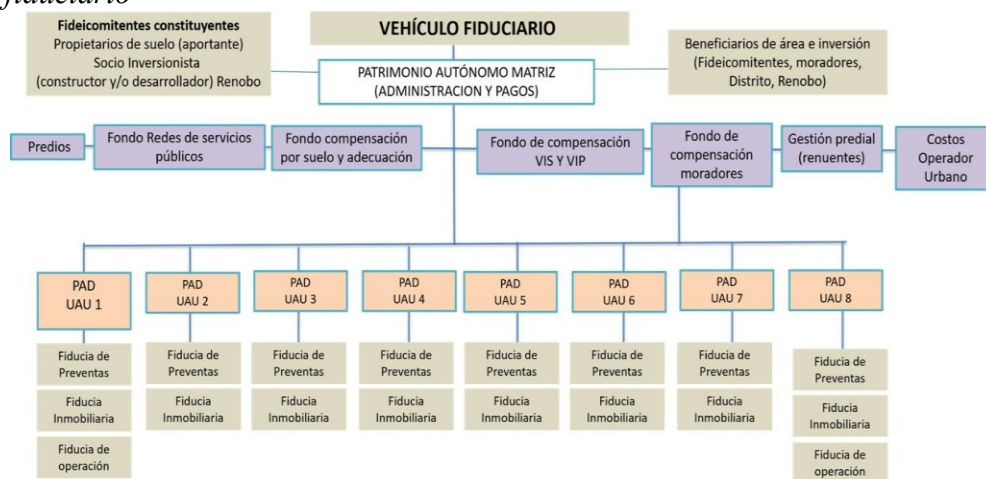 fiduciario
Fideicomitentes constituyentes
Propietarios de suelo (aportante)
Socio Inversionista
(constructor y/o desarrollador) Renobo
VEHÍCULO FIDUCIARIO
PATRIMONIO AUTÓNOMO MATRIZ
(ADMINISTRACION Y PAGOS)
Beneficiarios de área e inversión
(Fideicomitentes, moradores,
Distrito, Renobo)
Predios
Fondo Redes de servicios
públicos
Fondo compensación
por suelo y adecuación
Fondo de compensación
VIS Y VIP
Fondo de
compensación
moradores
Gestión predial
(renuentes)
Costos
Operador
Urbano
PAD
UAU 1
PAD
UAU 2
PAD
UAU 3
PAD
UAU 4
PAD
UAU 5
PAD
UAU 6
PAD
UAU 7
PAD
UAU 8
Fiducia de
Preventas
Fiducia de
Preventas
Fiducia de
Preventas
Fiducia de
Preventas
Fiducia de
Preventas
Fiducia de
Preventas
Fiducia de
Preventas
Fiducia de
Preventas
Fiducia
Inmobiliaria
Fiducia
Inmobiliaria
Fiducia
Inmobiliaria
Fiducia
Inmobiliaria
Fiducia
Inmobiliaria
Fiducia
Inmobiliaria
Fiducia
Inmobiliaria
Fiducia
Inmobiliaria
Fiducia de
operación
Fiducia de
operación